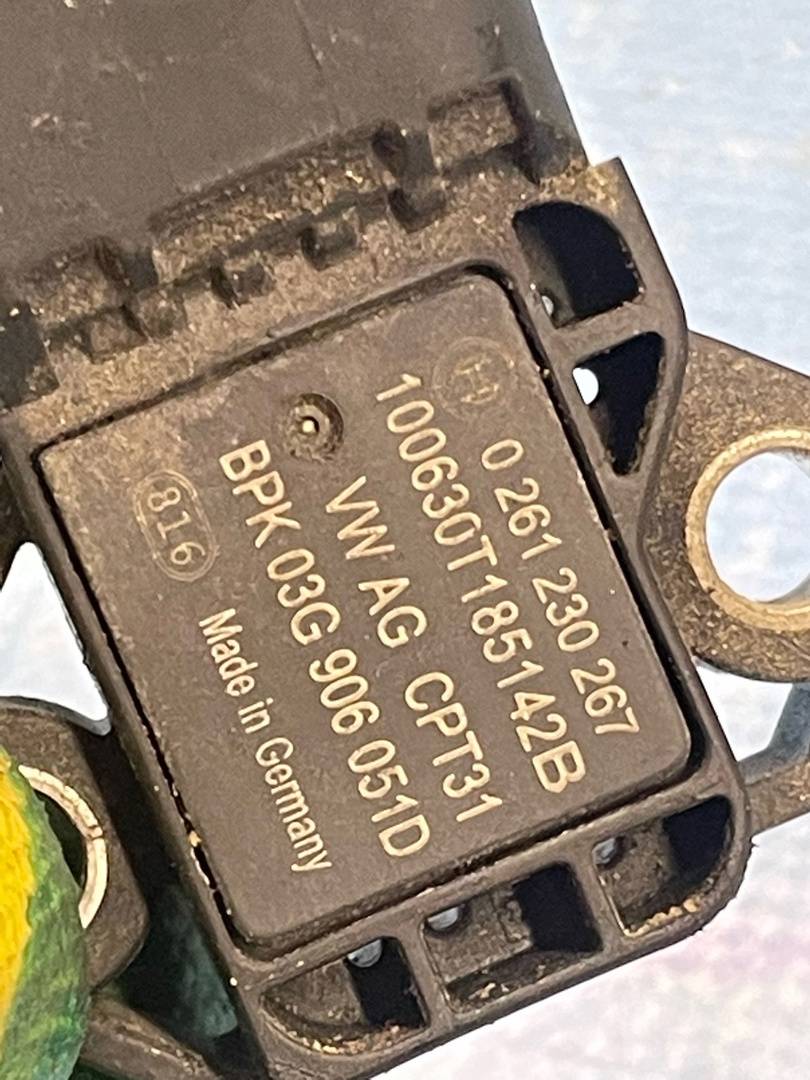 0 261 230 267
100630T185142B
VW AG CPT31
BPK 03G 906 051D
Made in Germany
816